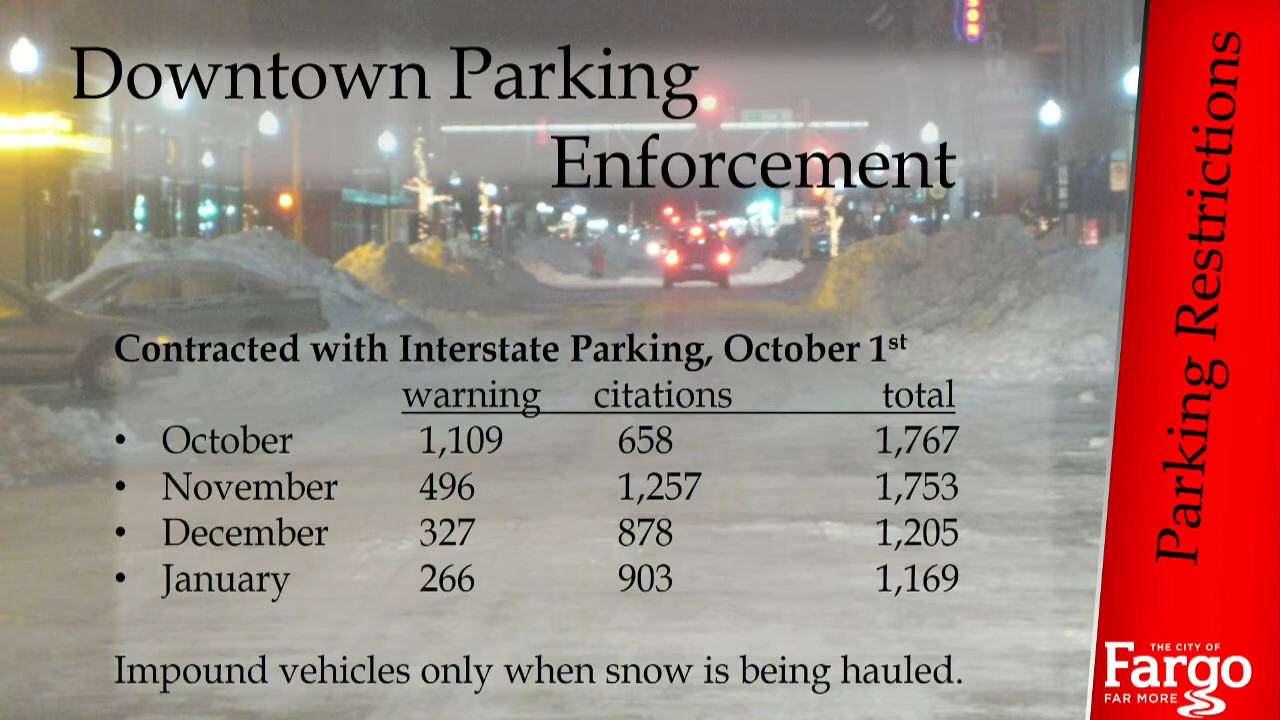 Downtown Parking
Enforcement
Contracted with Interstate Parking, October 1st
warning citations total
• October 1,109 658 1,767
• November 496 1,257 1,753
• December 327 878 1,205
• January 266 903 1,169
Impound vehicles only when snow is being hauled.
Parking Restrictions
THE CITY OF
Fargo
FAR MORE